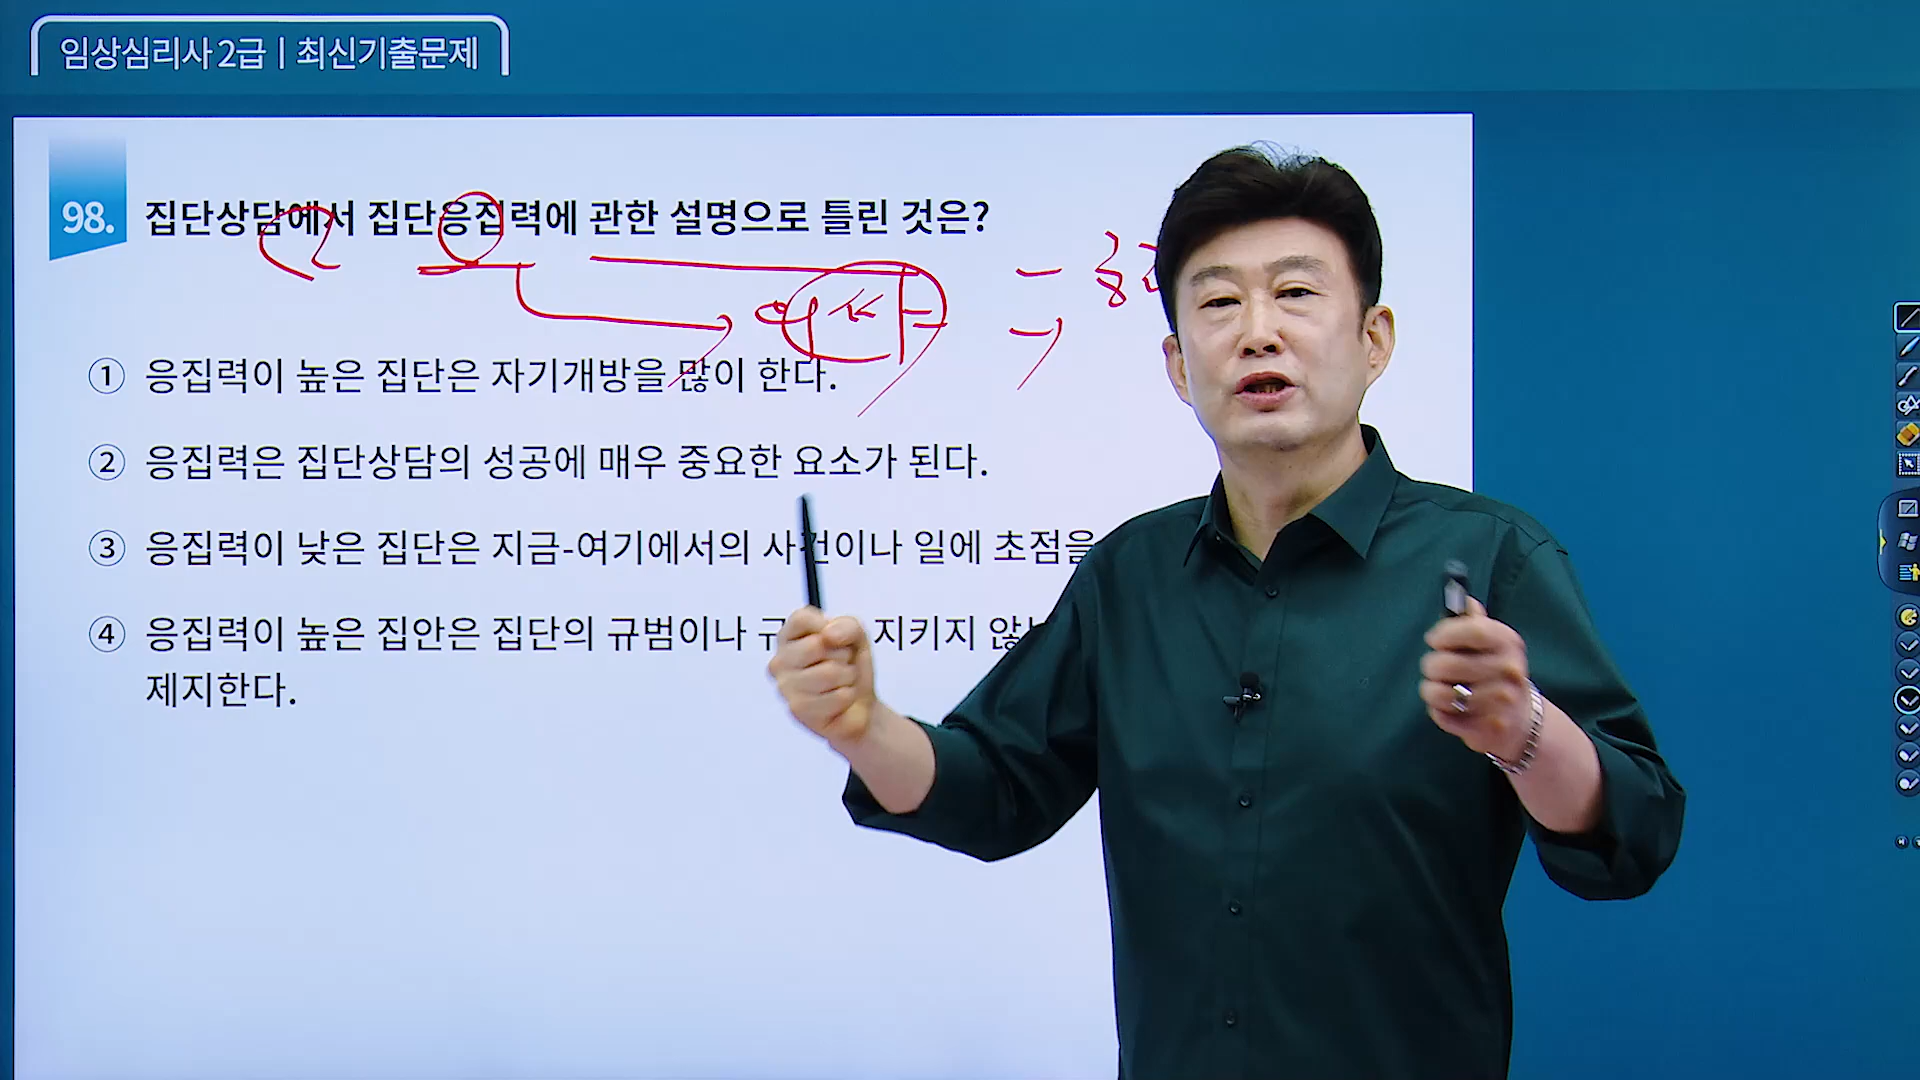 임상심리사 2급 | 최신기출문제
98. 집단상담에서 집단응집력에 관한 설명으로 틀린 것은?
① 응집력이 높은 집단은 자기개방을 많이 한다.
② 응집력은 집단상담의 성공에 매우 중요한 요소가 된다.
③ 응집력이 낮은 집단은 지금-여기에서의 사건이나 일에 초점을
④ 응집력이 높은 집안은 집단의 규범이나 지키지
제지한다.